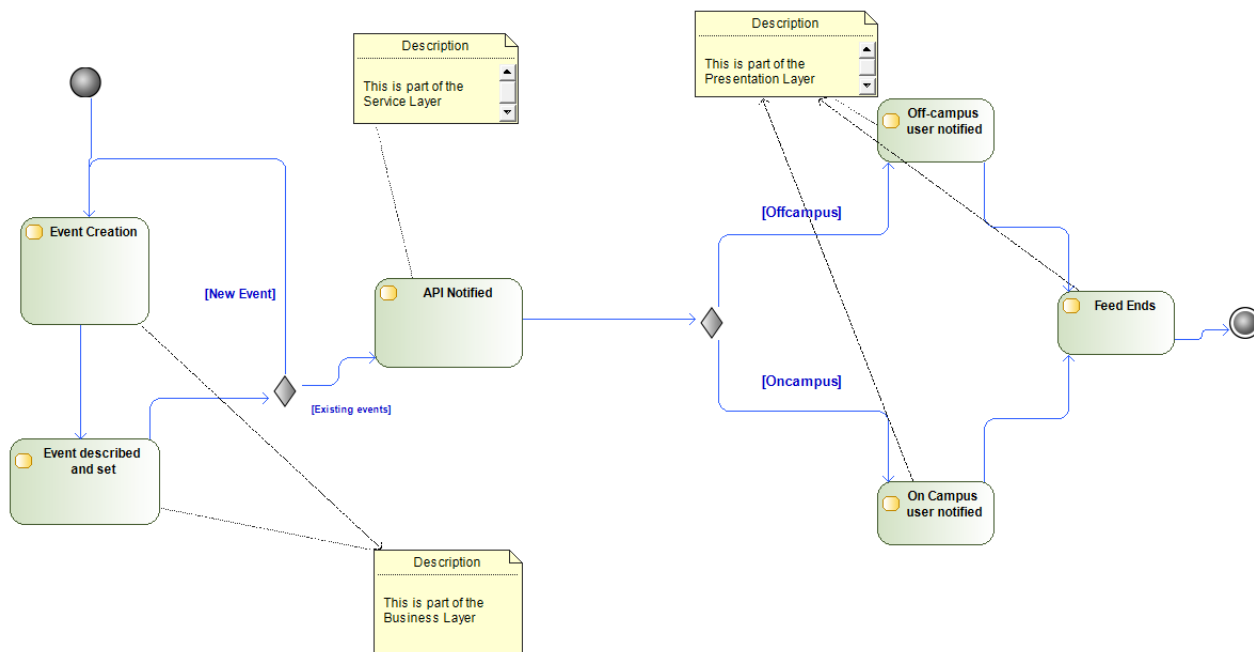 Description
This is part of the
Service Layer
Description
This is part of the
Presentation Layer
Off-campus
user notified
[Offcampus]
Event Creation
[New Event]
API Notified
Feed Ends
[Oncampus]
[Existing events]
Event described
and set
On Campus
user notified
Description
This is part of the
Business Layer